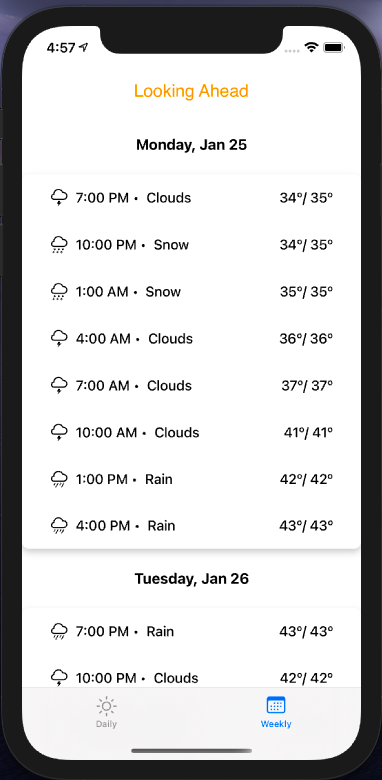 4:57
Looking Ahead
Monday, Jan 25
7:00 PM • Clouds 34°/ 35°
10:00 PM • Snow 34°/ 35°
1:00 AM • Snow 35°/ 35°
4:00 AM • Clouds 36°/ 36°
7:00 AM • Clouds 37°/ 37°
10:00 AM • Clouds 41°/ 41°
1:00 PM • Rain 42°/ 42°
4:00 PM • Rain 43°/ 43°
Tuesday, Jan 26
7:00 PM • Rain 43°/ 43°
10:00 PM • Clouds 42°/ 42°
Daily Weekly